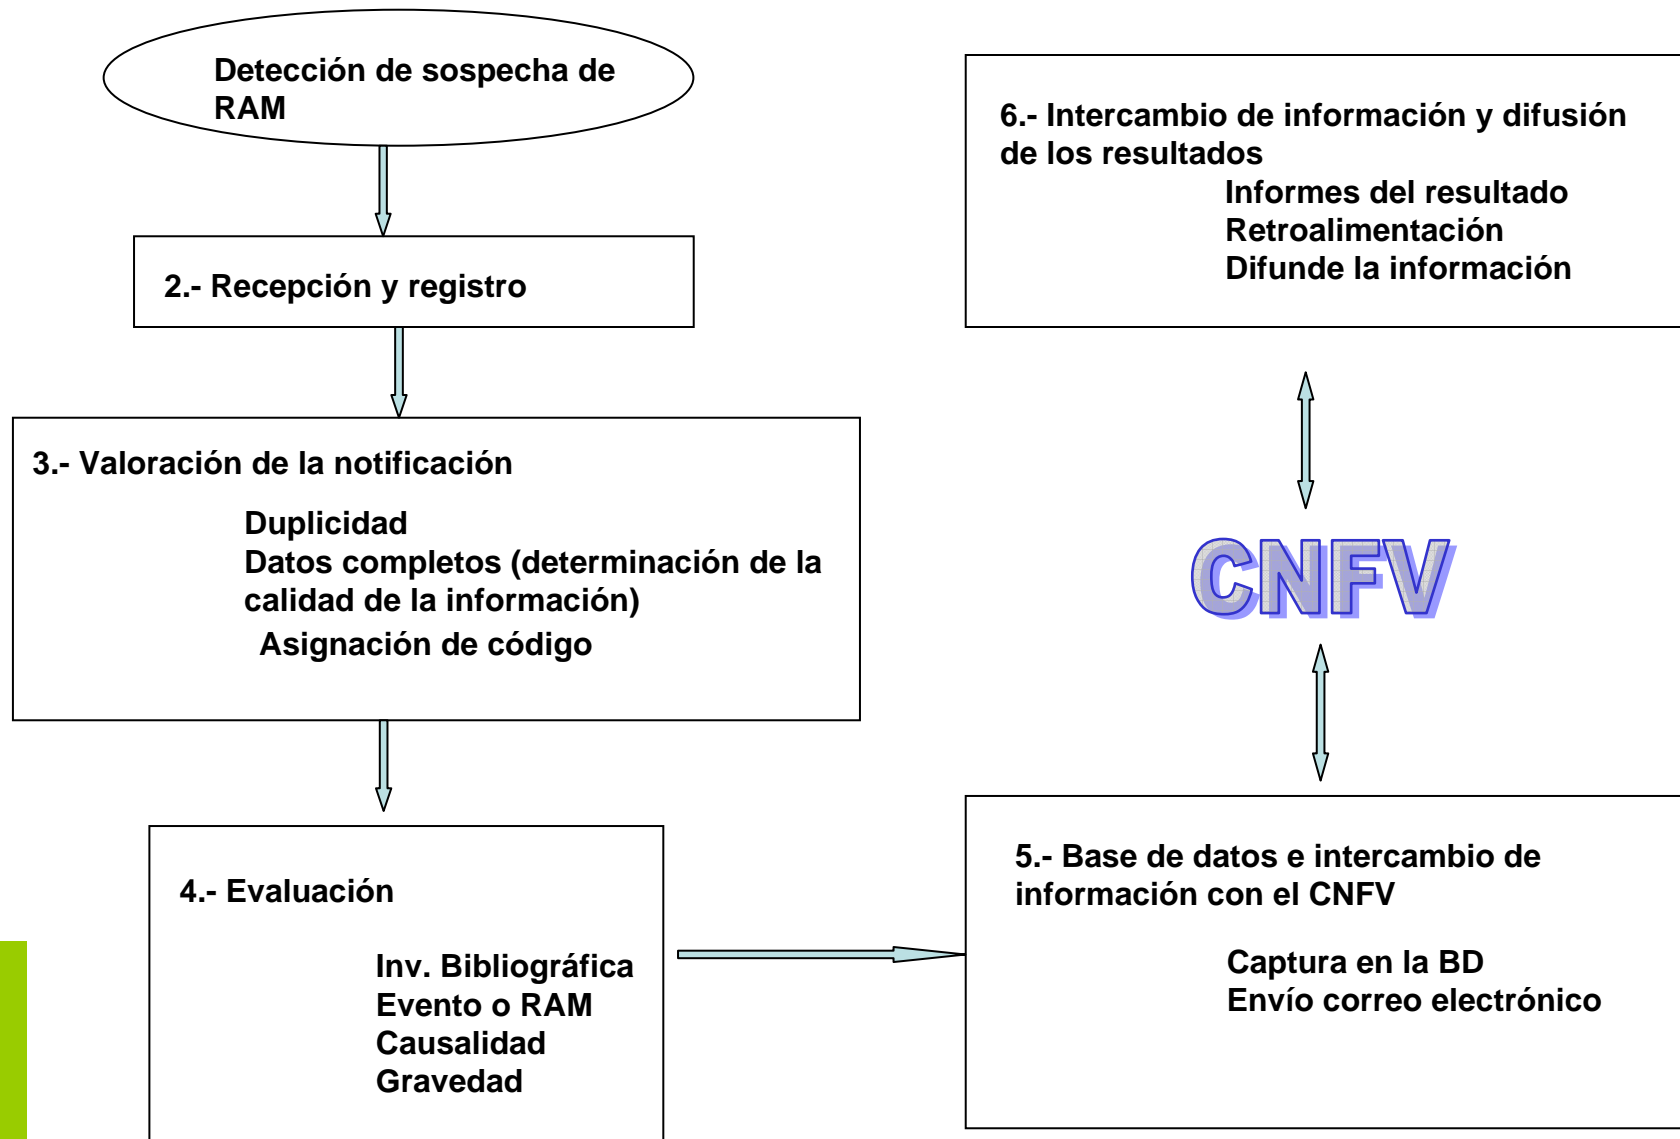 Detección de sospecha de
RAM
2.- Recepción y registro
3.- Valoración de la notificación
Duplicidad
Datos completos (determinación de la
calidad de la información)
Asignación de código
4.- Evaluación
Inv. Bibliográfica
Evento o RAM
Causalidad
Gravedad
5.- Base de datos e intercambio de
información con el CNFV
Captura en la BD
Envío correo electrónico
CNFV
6.- Intercambio de información y difusión
de los resultados
Informes del resultado
Retroalimentación
Difunde la información